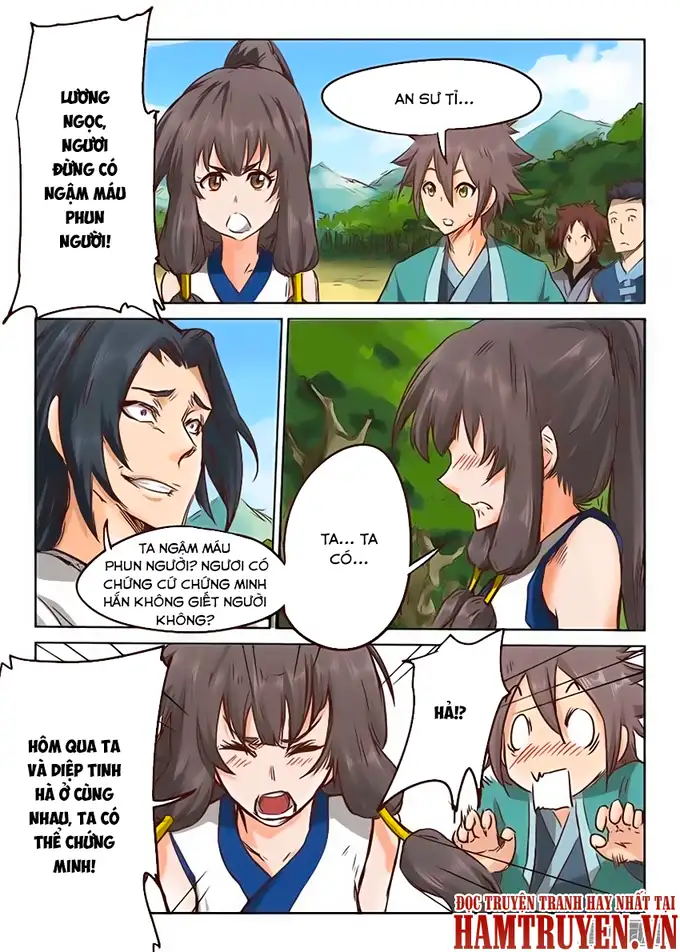 LƯƠNG
NGỌC,
NGƯƠI
ĐỪNG CÓ
NGẬM MÁU
PHUN
NGƯỜI!
AN SƯ TỈ...
TA NGẬM MÁU
PHUN NGƯỜI? NGƯƠI CÓ
CHỨNG CỨ CHỨNG MINH
HẮN KHÔNG GIẾT NGƯỜI
KHÔNG?
TA... TA
CÓ...
HÔM QUA TA
VÀ DIỆP TINH
HÀ Ở CÙNG
NHAU, TA CÓ
THỂ CHỨNG
MINH!
HẢ!?
ĐỌC TRUYỆN TRANH HAY NHẤT TẠI
HAMTRUYEN.VN